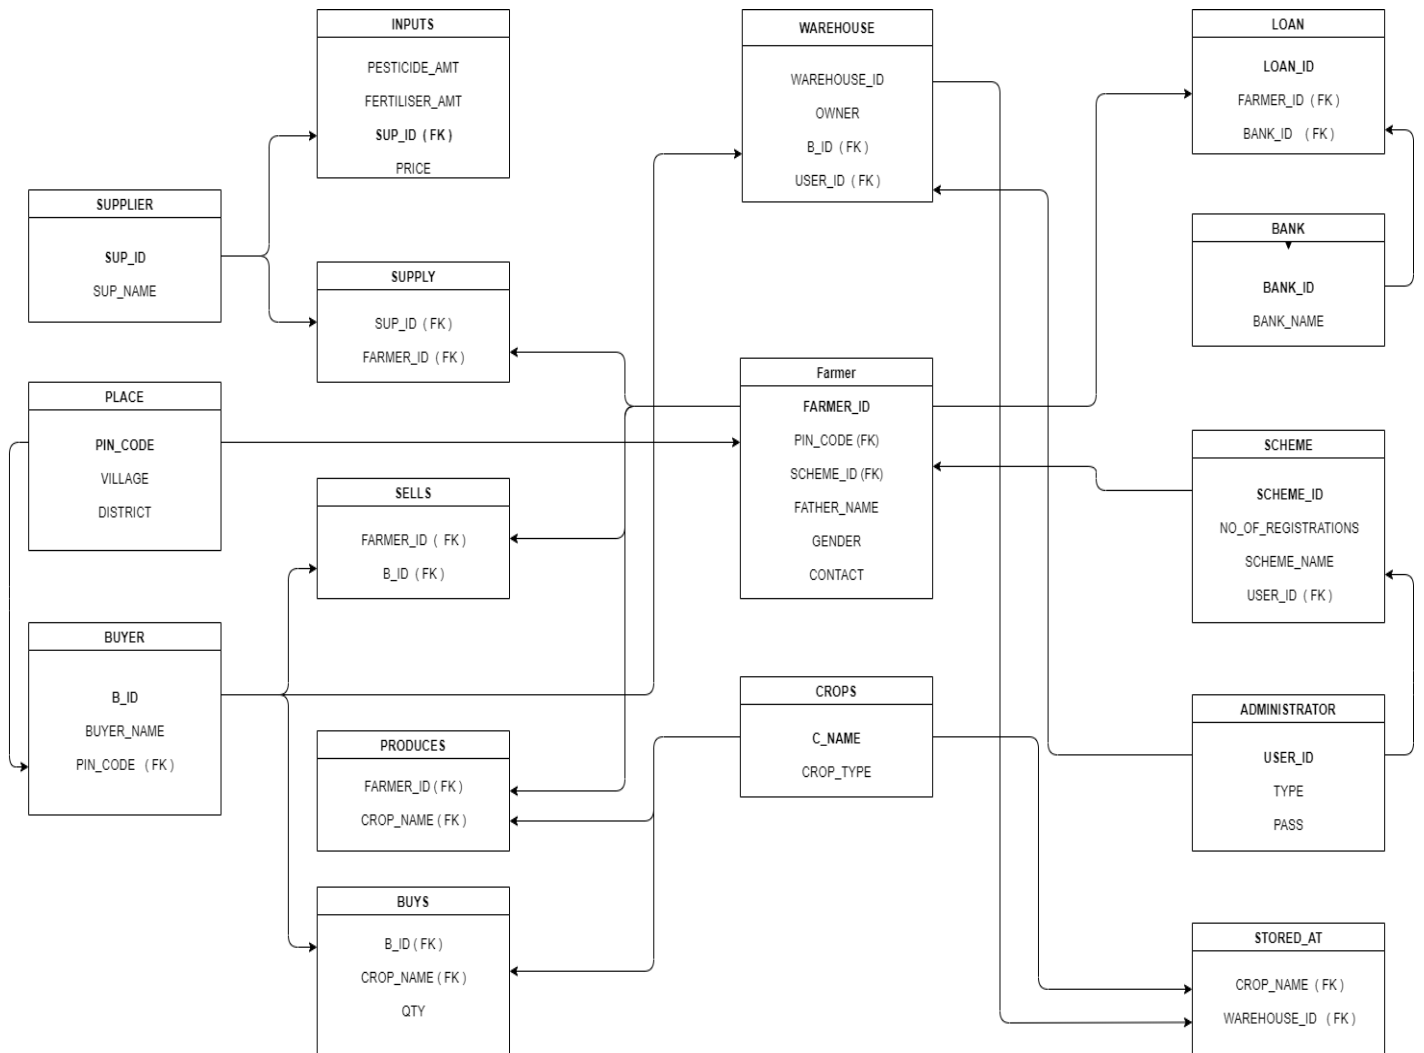 INPUTS
PESTICIDE_AMT
FERTILISER_AMT
SUP_ID ( FK )
PRICE
WAREHOUSE
WAREHOUSE_ID
OWNER
B_ID ( FK )
USER_ID ( FK )
LOAN
LOAN_ID
FARMER_ID ( FK )
BANK_ID ( FK )
SUPPLIER
SUP_ID
SUP_NAME
SUPPLY
SUP_ID ( FK )
FARMER_ID ( FK )
BANK
BANK_ID
BANK_NAME
PLACE
PIN_CODE
VILLAGE
DISTRICT
Farmer
FARMER_ID
PIN_CODE (FK)
SCHEME_ID (FK)
FATHER_NAME
GENDER
CONTACT
SELLS
FARMER_ID ( FK )
B_ID ( FK )
SCHEME
SCHEME_ID
NO_OF_REGISTRATIONS
SCHEME_NAME
USER_ID ( FK )
BUYER
B_ID
BUYER_NAME
PIN_CODE ( FK )
PRODUCES
FARMER_ID ( FK )
CROP_NAME ( FK )
CROPS
C_NAME
CROP_TYPE
ADMINISTRATOR
USER_ID
TYPE
PASS
BUYS
B_ID ( FK )
CROP_NAME ( FK )
QTY
STORED_AT
CROP_NAME ( FK )
WAREHOUSE_ID ( FK )